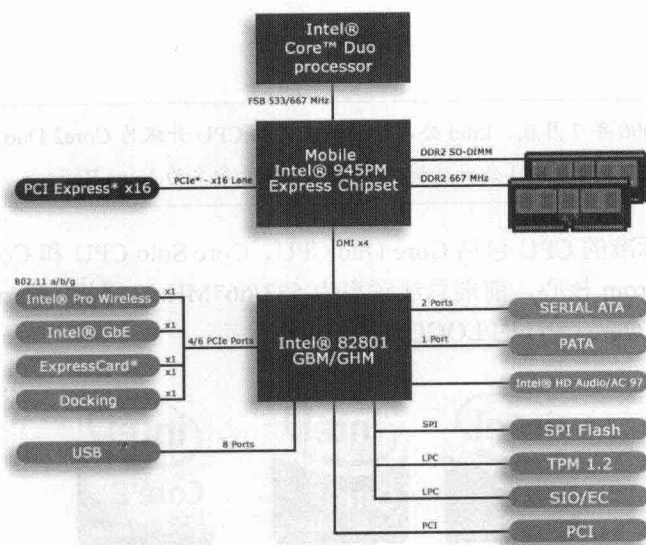 Intel®
Core™ Duo
processor
FSB 533/667 MHz
Mobile
Intel® 945PM
Express Chipset
DDR2 SO-DIMM
DDR2 667 MHz
PCI Express* x16
PCIe* - x16 Lane
DMI x4
802.11 a/b/g
Intel® Pro Wireless
x1
Intel® GbE
x1
ExpressCard*
x1
x1
Docking
x1
4/6 PCIe Ports
USB
8 Ports
Intel® 82801
GBM/GHM
2 Ports
SERIAL ATA
1 Port
PATA
Intel® HD Audio/AC 97
SPI
SPI Flash
LPC
TPM 1.2
LPC
SIO/EC
PCI
PCI